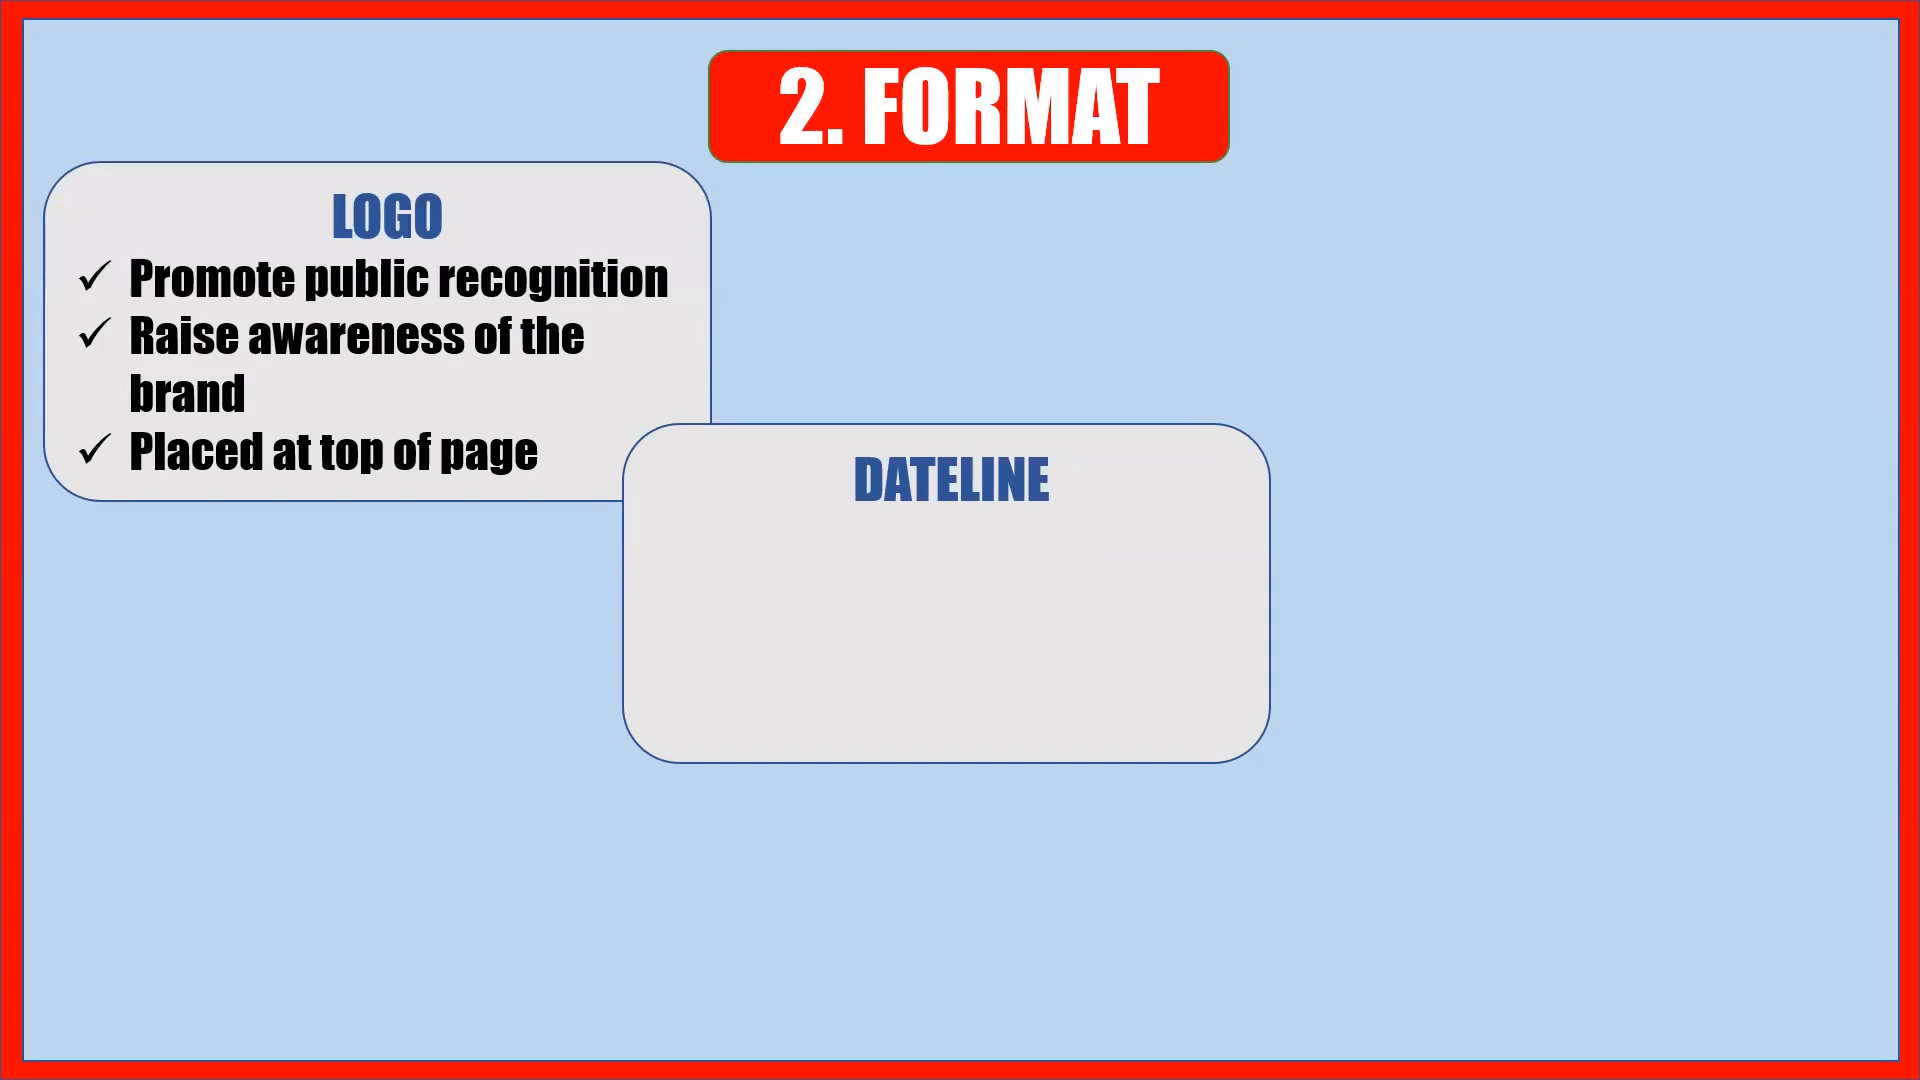 2. FORMAT
LOGO
✓ Promote public recognition
✓ Raise awareness of the
brand
✓ Placed at top of page
DATELINE